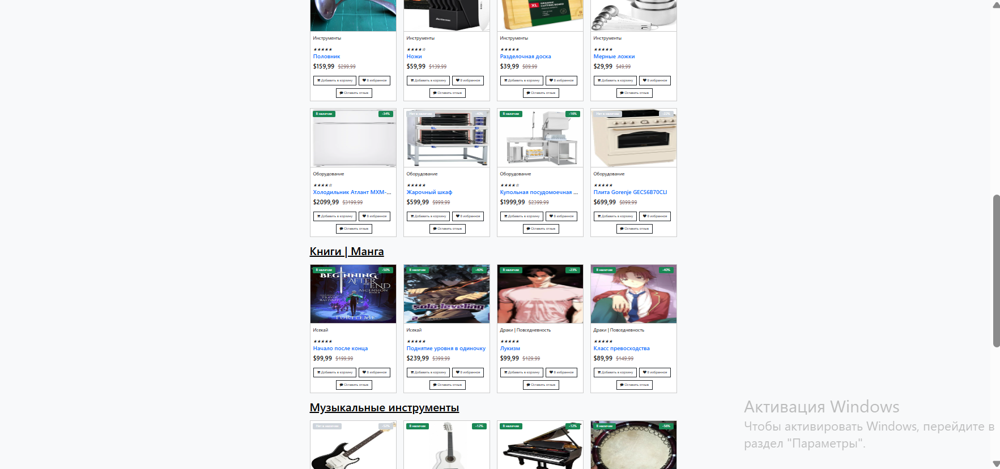 XL ORGANIC CUTTING BOARD
Инструменты
★★★★★
Половник
$159,99 $299,99
Добавить в корзину В избранное
Оставить отзыв
Инструменты
★★★★☆
Ножи
$59,99 $139,99
Добавить в корзину В избранное
Оставить отзыв
Инструменты
★★★★★
Разделочная доска
$39,99 $89,99
Добавить в корзину В избранное
Оставить отзыв
Инструменты
★★★★★
Мерные ложки
$29,99 $49,99
Добавить в корзину В избранное
Оставить отзыв
В наличии -34%
Оборудование
★★★★☆
Холодильник Атлант МХМ-...
$2099,99 $3199,99
Добавить в корзину В избранное
Оставить отзыв
Нет в наличии -40%
Оборудование
★★★★★
Жарочный шкаф
$599,99 $999,99
Добавить в корзину В избранное
Оставить отзыв
В наличии -16%
Оборудование
★★★★☆
Купольная посудомоечная ...
$1999,99 $2399,99
Добавить в корзину В избранное
Оставить отзыв
Нет в наличии -22%
Оборудование
★★★★★
Плита Gorenje GECS6B70CLI
$699,99 $899,99
Добавить в корзину В избранное
Оставить отзыв
Книги | Манга
В наличии -50%
BEGINNING
AFTER
THE
END
ASCENSION
TURTLEME
Исекай
★★★★★
Начало после конца
$99,99 $199,99
Добавить в корзину В избранное
Оставить отзыв
В наличии -40%
solo leveling
2
Исекай
★★★★★
Поднятие уровня в одиночку
$239,99 $399,99
Добавить в корзину В избранное
Оставить отзыв
В наличии -23%
Драки | Повседневность
★★★★★
Лукизм
$99,99 $129,99
Добавить в корзину В избранное
Оставить отзыв
В наличии -40%
Драки | Повседневность
★★★★★
Класс превосходства
$89,99 $149,99
Добавить в корзину В избранное
Оставить отзыв
Музыкальные инструменты
Нет в наличии -52%
В наличии -12%
В наличии -12%
В наличии -56%
Активация Windows
Чтобы активировать Windows, перейдите в
раздел "Параметры".